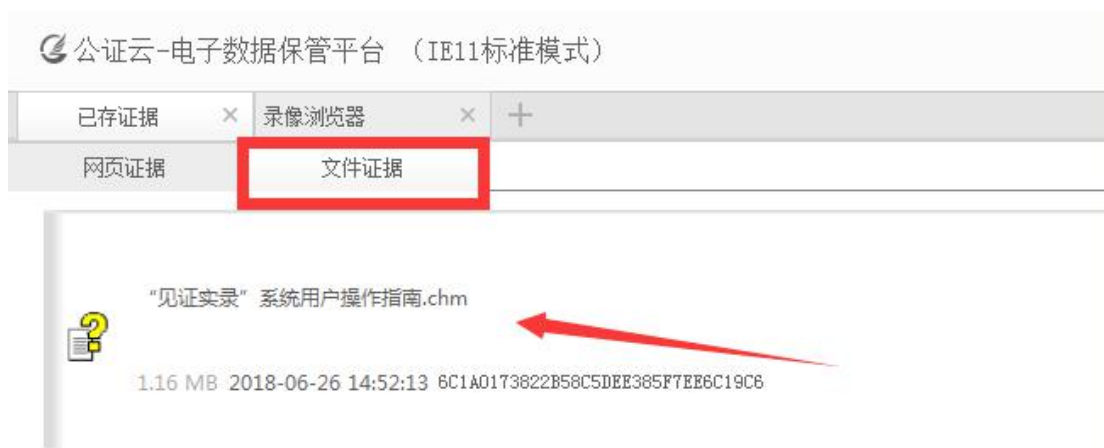 公证云-电子数据保管平台 （IE11标准模式）
已存证据 × 录像浏览器 × +
网页证据 文件证据
“见证实录”系统用户操作指南.chm
1.16 MB 2018-06-26 14:52:13 6C1A0173822B58C5DEE385F7EE6C19C6